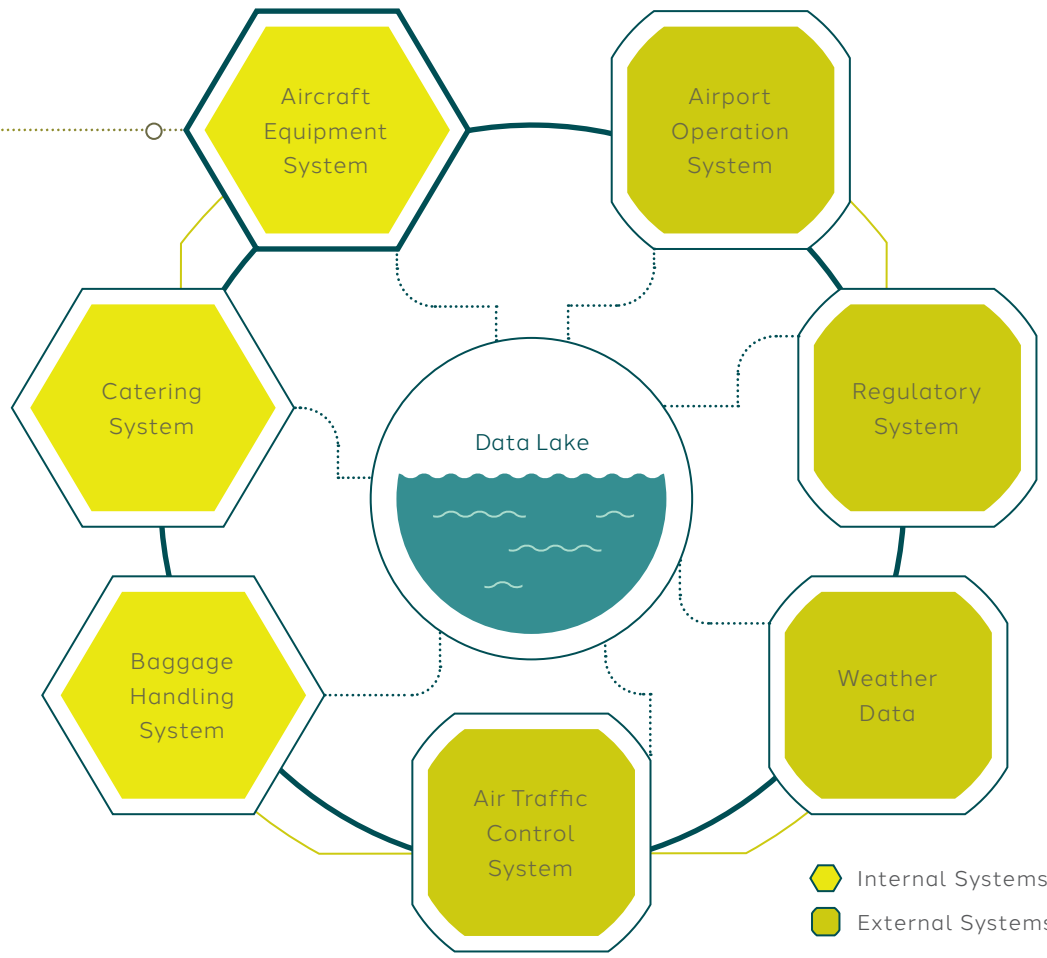 Aircraft
Equipment
System
Airport
Operation
System
Catering
System
Data Lake
Regulatory
System
Baggage
Handling
System
Weather
Data
Air Traffic
Control
System
Internal Systems
External Systems